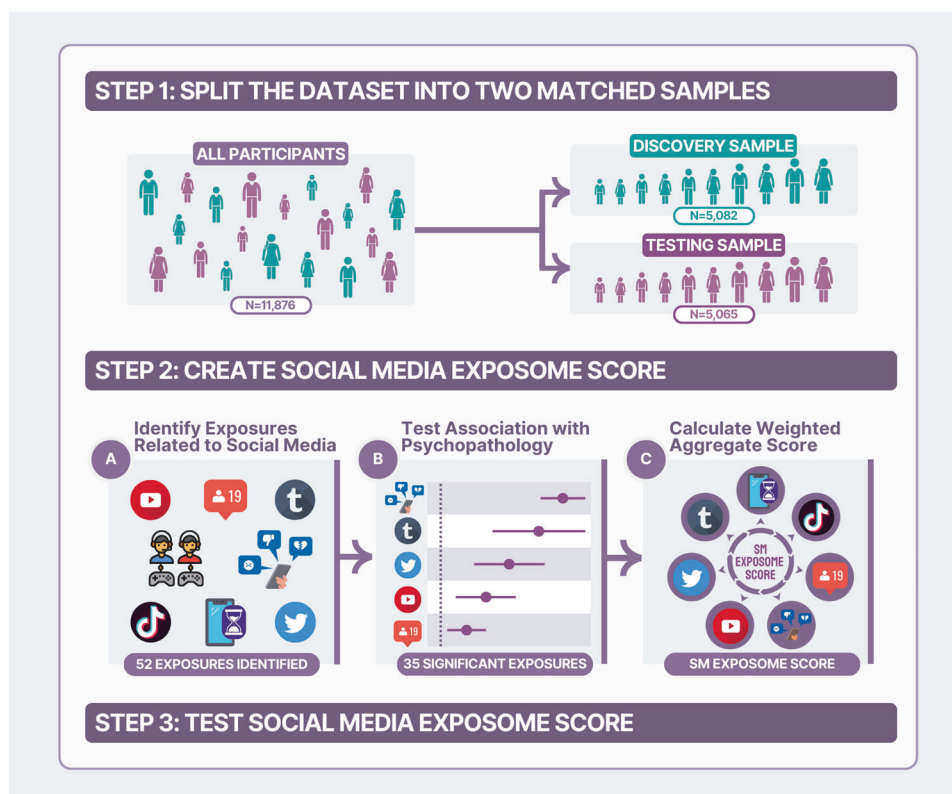 STEP 1: SPLIT THE DATASET INTO TWO MATCHED SAMPLES
ALL PARTICIPANTS
N=11,876
DISCOVERY SAMPLE
N=5,082
TESTING SAMPLE
N=5,065
STEP 2: CREATE SOCIAL MEDIA EXPOSOME SCORE
A
Identify Exposures
Related to Social Media
19
t
52 EXPOSURES IDENTIFIED
B
Test Association with
Psychopathology
t
19
35 SIGNIFICANT EXPOSURES
C
Calculate Weighted
Aggregate Score
t
SM
EXPOSOME
SCORE
19
SM EXPOSOME SCORE
STEP 3: TEST SOCIAL MEDIA EXPOSOME SCORE